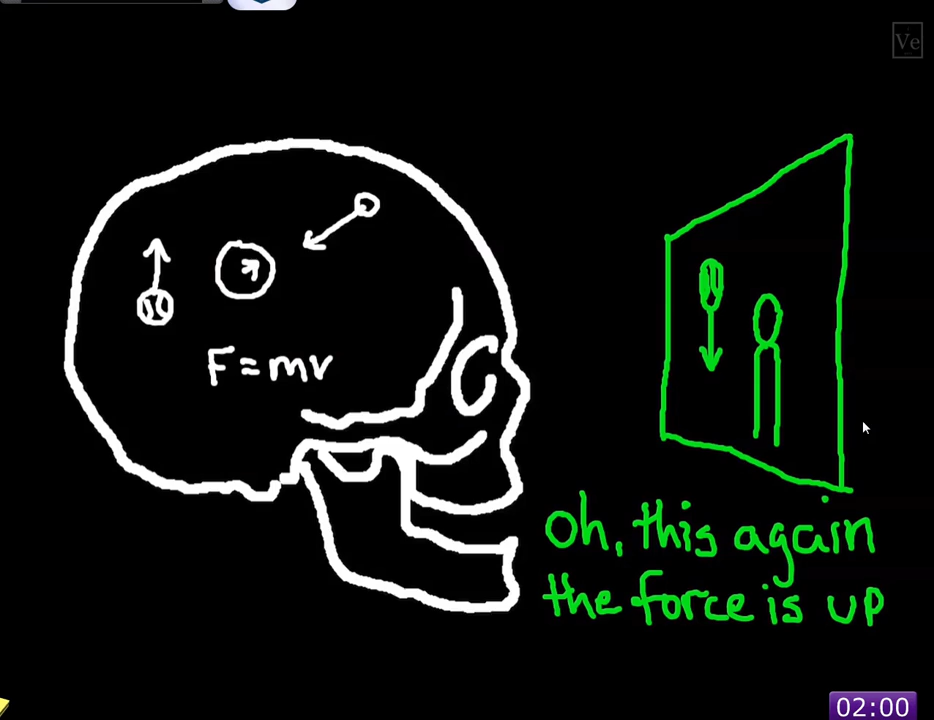 Ve
F=mv
oh, this again
the force is up
02:00